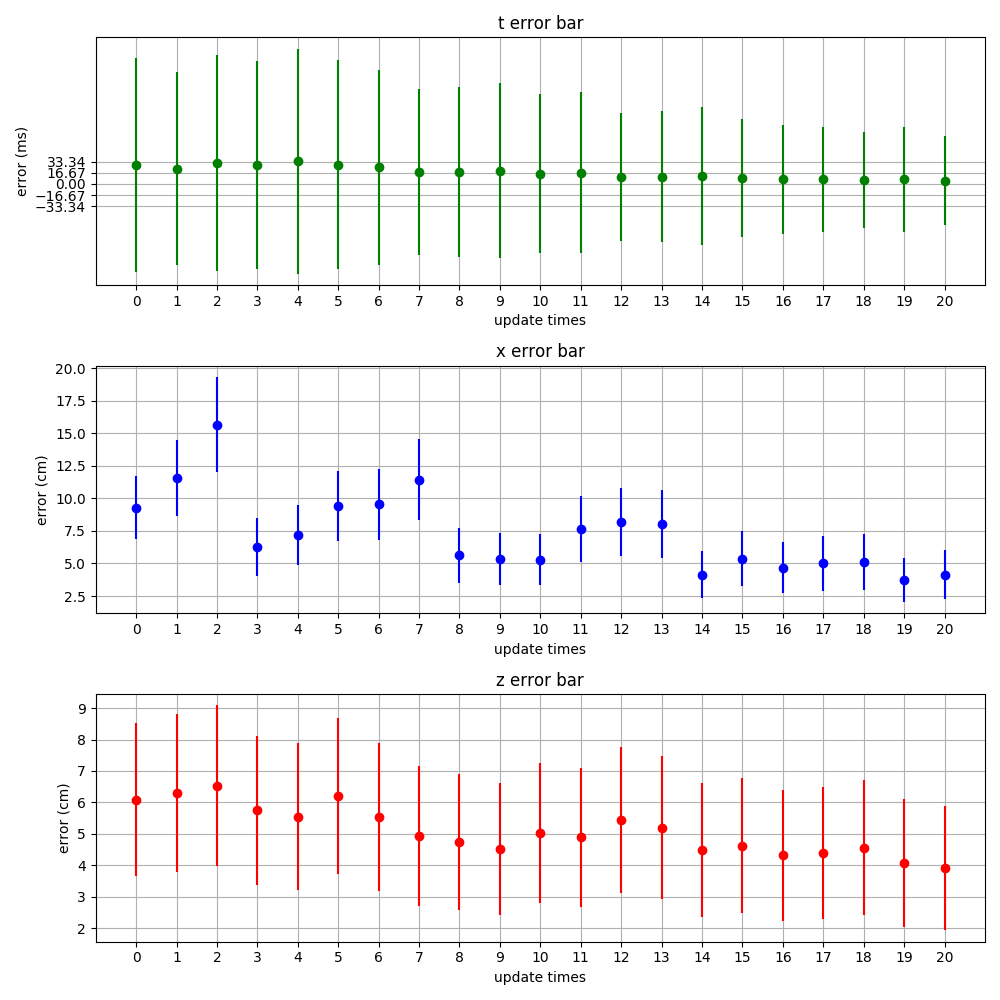 t error bar
error (ms)
33.34
16.67
0.00
−16.67
−33.34
0 1 2 3 4 5 6 7 8 9 10 11 12 13 14 15 16 17 18 19 20
update times
x error bar
error (cm)
20.0
17.5
15.0
12.5
10.0
7.5
5.0
2.5
0 1 2 3 4 5 6 7 8 9 10 11 12 13 14 15 16 17 18 19 20
update times
z error bar
error (cm)
9
8
7
6
5
4
3
2
0 1 2 3 4 5 6 7 8 9 10 11 12 13 14 15 16 17 18 19 20
update times